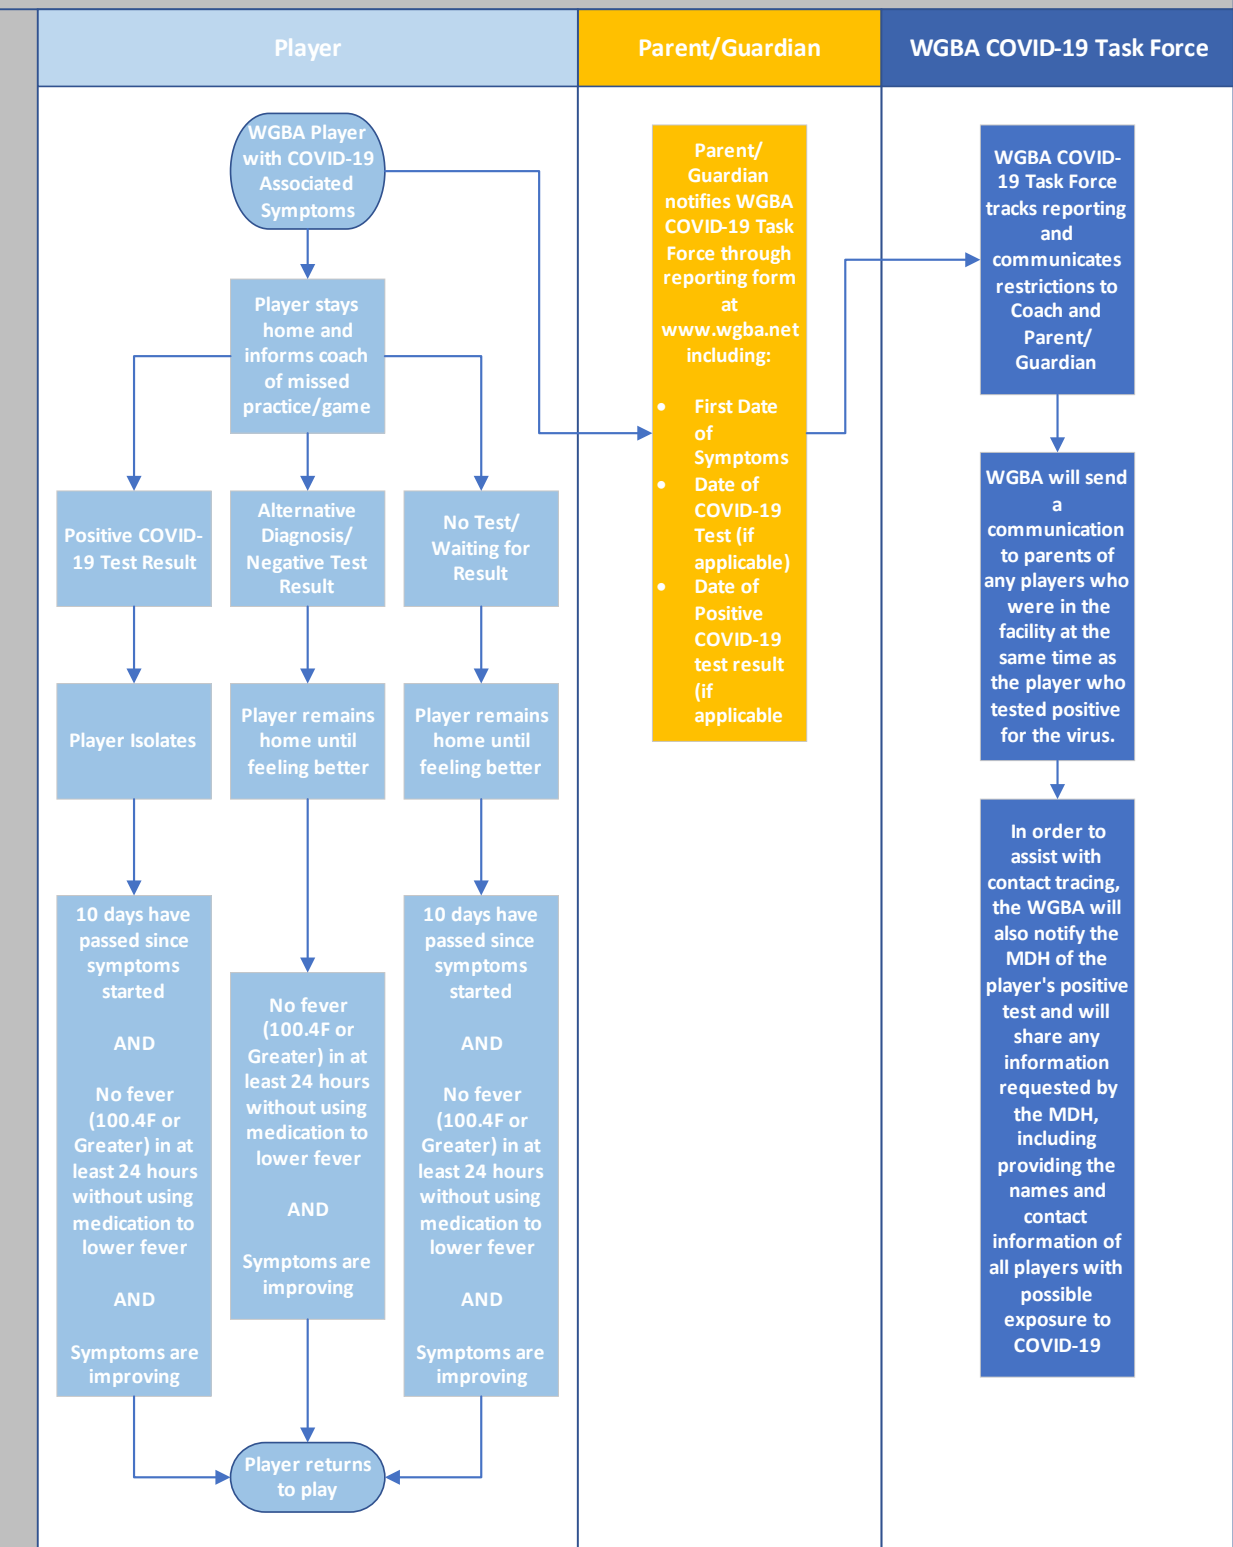 Player
Parent/Guardian
WGBA COVID-19 Task Force
WGBA Player
with COVID-19
Associated
Symptoms
Player stays
home and
informs coach
of missed
practice/game
Positive COVID-
19 Test Result
Alternative
Diagnosis/
Negative Test
Result
No Test/
Waiting for
Result
Player Isolates
Player remains
home until
feeling better
Player remains
home until
feeling better
10 days have
passed since
symptoms
started
AND
No fever
(100.4F or
Greater) in at
least 24 hours
without using
medication to
lower fever
AND
Symptoms are
improving
No fever
(100.4F or
Greater) in at
least 24 hours
without using
medication to
lower fever
AND
Symptoms are
improving
10 days have
passed since
symptoms
started
AND
No fever
(100.4F or
Greater) in at
least 24 hours
without using
medication to
lower fever
AND
Symptoms are
improving
Player returns
to play
Parent/
Guardian
notifies WGBA
COVID-19 Task
Force through
reporting form
at
www.wgba.net
including:
• First Date
of
Symptoms
• Date of
COVID-19
Test (if
applicable)
• Date of
Positive
COVID-19
test result
(if
applicable
WGBA COVID-
19 Task Force
tracks reporting
and
communicates
restrictions to
Coach and
Parent/
Guardian
WGBA will send
a
communication
to parents of
any players who
were in the
facility at the
same time as
the player who
tested positive
for the virus.
In order to
assist with
contact tracing,
the WGBA will
also notify the
MDH of the
player's positive
test and will
share any
information
requested by
the MDH,
including
providing the
names and
contact
information of
all players with
possible
exposure to
COVID-19